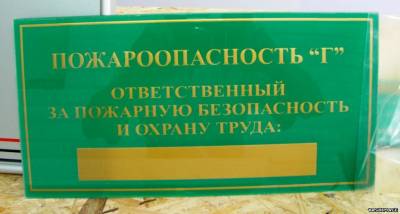 ПОЖАРООПАСНОСТЬ “Г”
ОТВЕТСТВЕННЫЙ
ЗА ПОЖАРНУЮ БЕЗОПАСНОСТЬ
И ОХРАНУ ТРУДА: